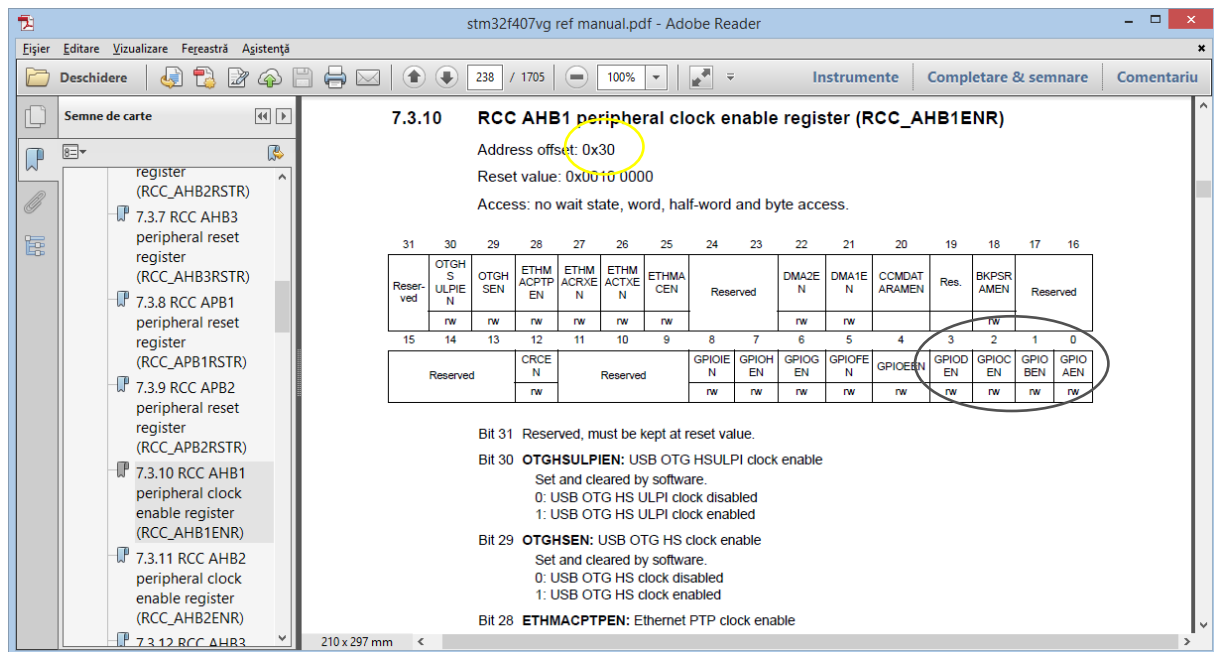 stm32f407vg ref manual.pdf - Adobe Reader
Fișier Editare Vizualizare Fereastră Asistență
Deschidere 238 / 1705 100% Instrumente Completare & semnare Comentariu
Semne de carte
register
(RCC_AHB2RSTR)
7.3.7 RCC AHB3
peripheral reset
register
(RCC_AHB3RSTR)
7.3.8 RCC APB1
peripheral reset
register
(RCC_APB1RSTR)
7.3.9 RCC APB2
peripheral reset
register
(RCC_APB2RSTR)
7.3.10 RCC AHB1
peripheral clock
enable register
(RCC_AHB1ENR)
7.3.11 RCC AHB2
peripheral clock
enable register
(RCC_AHB2ENR)
7.3.12 RCC AHB3
7.3.10 RCC AHB1 peripheral clock enable register (RCC_AHB1ENR)
Address offset: 0x30
Reset value: 0x0010 0000
Access: no wait state, word, half-word and byte access.
31 30 29 28 27 26 25 24 23 22 21 20 19 18 17 16
Reser-
ved
OTGH
S
ULPIE
N
OTGH
SEN
ETHM
ACPTP
EN
ETHM
ACRXE
N
ETHM
ACTXE
N
ETHMA
CEN
Reserved
DMA2E
N
DMA1E
N
CCMDAT
ARAMEN
Res.
BKPSR
AMEN
Reserved
rw rw rw rw rw rw rw rw rw
15 14 13 12 11 10 9 8 7 6 5 4 3 2 1 0
Reserved
CRCE
N
Reserved
GPIOIE
N
GPIOH
EN
GPIOG
EN
GPIOFE
N
GPIOEEN
GPIOD
EN
GPIOC
EN
GPIO
BEN
GPIO
AEN
rw rw rw rw rw rw rw rw rw rw
Bit 31 Reserved, must be kept at reset value.
Bit 30 OTGHSULPIEN: USB OTG HSULPI clock enable
Set and cleared by software.
0: USB OTG HS ULPI clock disabled
1: USB OTG HS ULPI clock enabled
Bit 29 OTGHSEN: USB OTG HS clock enable
Set and cleared by software.
0: USB OTG HS clock disabled
1: USB OTG HS clock enabled
Bit 28 ETHMACPTPEN: Ethernet PTP clock enable
210 x 297 mm